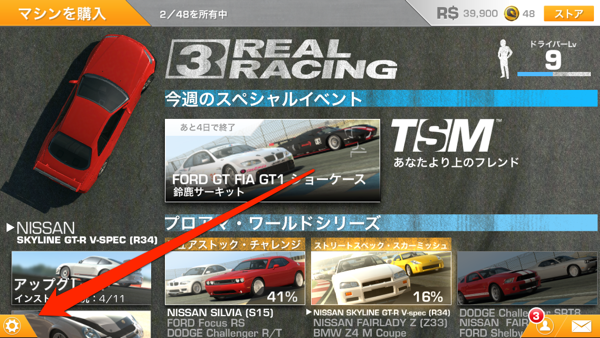 マシンを購入
2/48を所有中
R$ 39,900
48
ストア
3 REAL RACING
ドライバーLv
9
今週のスペシャルイベント
あと4日で終了
FORD GT FIA GT1 ショーケース
鈴鹿サーキット
TSM™
あなたより上のフレンド
NISSAN
SKYLINE GT-R V-SPEC (R34)
プロアマ・ワールドシリーズ
アップグ
インスト
: 4/11
ュアストック・チャレンジ
41%
NISSAN SILVIA (S15)
FORD Focus RS
DODGE Challenger R/T
ストリートスペック・スカーミッシュ
16%
NISSAN SKYLINE GT-R V-spec (R34)
NISSAN FAIRLADY Z (Z33)
BMW Z4 M Coupe
DODGE Challenger SRT8
NISSAN FAI
FORD Shelby
3